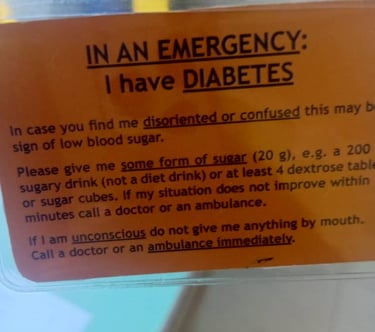 IN AN EMERGENCY:
I have DIABETES
In case you find me disoriented or confused this may be
sign of low blood sugar.
Please give me some form of sugar (20 g), e.g. a 200
sugary drink (not a diet drink) or at least 4 dextrose table
or sugar cubes. If my situation does not improve within
minutes call a doctor or an ambulance.
If I am unconscious do not give me anything by mouth.
Call a doctor or an ambulance immediately.